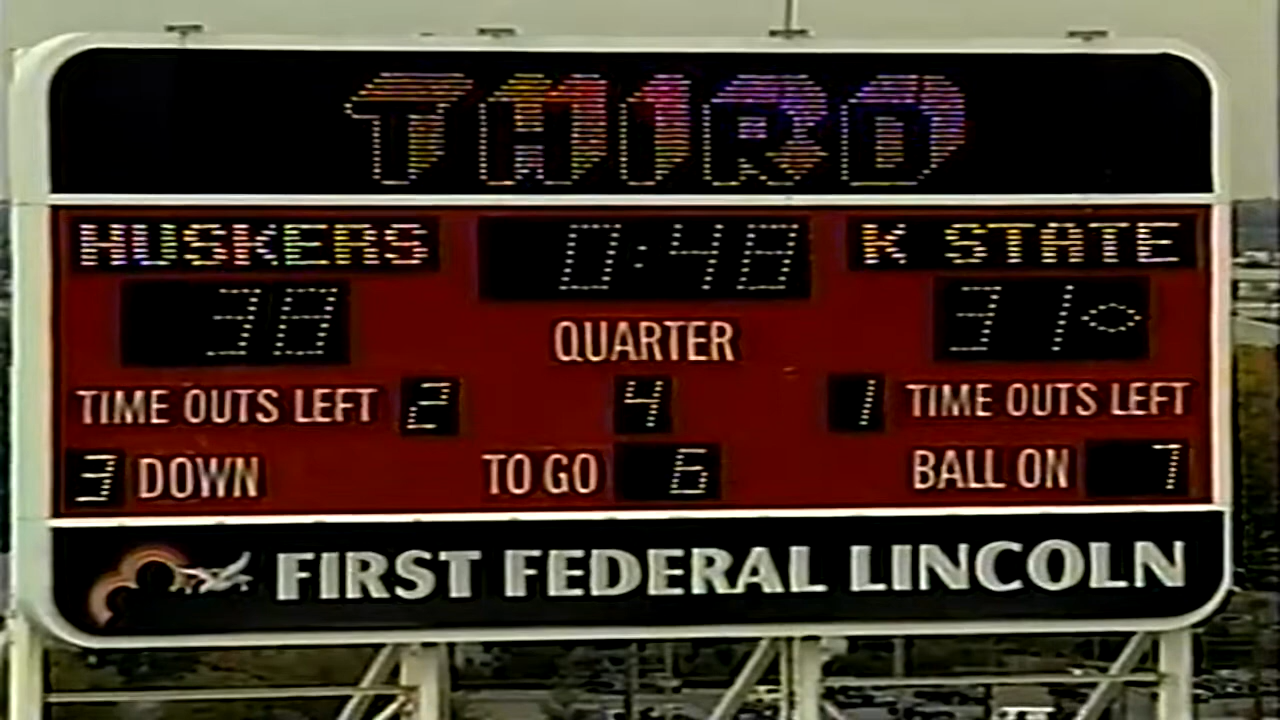 THIRD
HUSKERS 0:48 K STATE
38 31
QUARTER
TIME OUTS LEFT 2 4 1 TIME OUTS LEFT
3 DOWN TO GO 6 BALL ON 7
FIRST FEDERAL LINCOLN